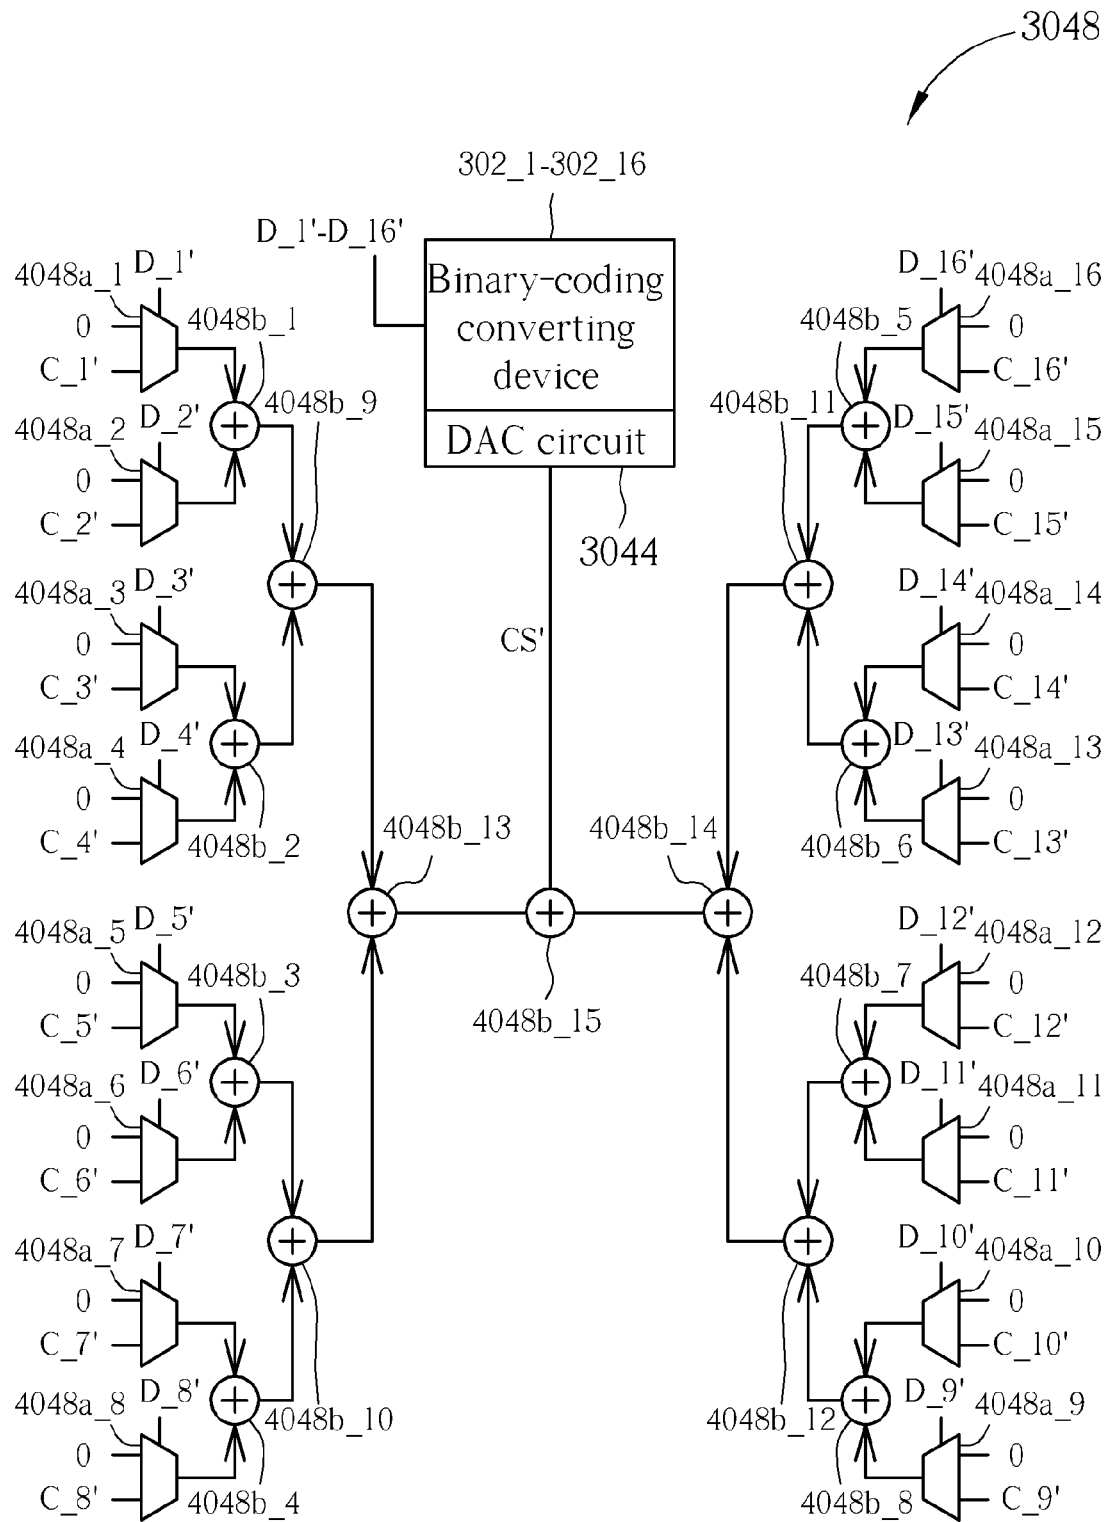 3048
302_1-302_16
D_1'-D_16'
Binary-coding
converting
device
DAC circuit
3044
CS'
4048a_1
D_1'
0
C_1'
4048b_1
4048a_2
D_2'
0
C_2'
4048b_9
4048a_3
D_3'
0
C_3'
4048a_4
D_4'
0
C_4'
4048b_2
4048b_13
4048a_5
D_5'
0
C_5'
4048b_3
4048a_6
D_6'
0
C_6'
4048a_7
D_7'
0
C_7'
4048b_10
4048a_8
D_8'
0
C_8'
4048b_4
4048b_15
4048b_14
D_16'
4048a_16
0
C_16'
4048b_5
4048b_11
D_15'
4048a_15
0
C_15'
D_14'
4048a_14
0
C_14'
D_13'
4048a_13
0
C_13'
4048b_6
D_12'
4048a_12
0
C_12'
4048b_7
D_11'
4048a_11
0
C_11'
D_10'
4048a_10
0
C_10'
4048b_12
D_9'
4048a_9
0
C_9'
4048b_8